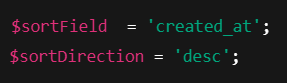 $sortField  = 'created_at';
$sortDirection = 'desc';